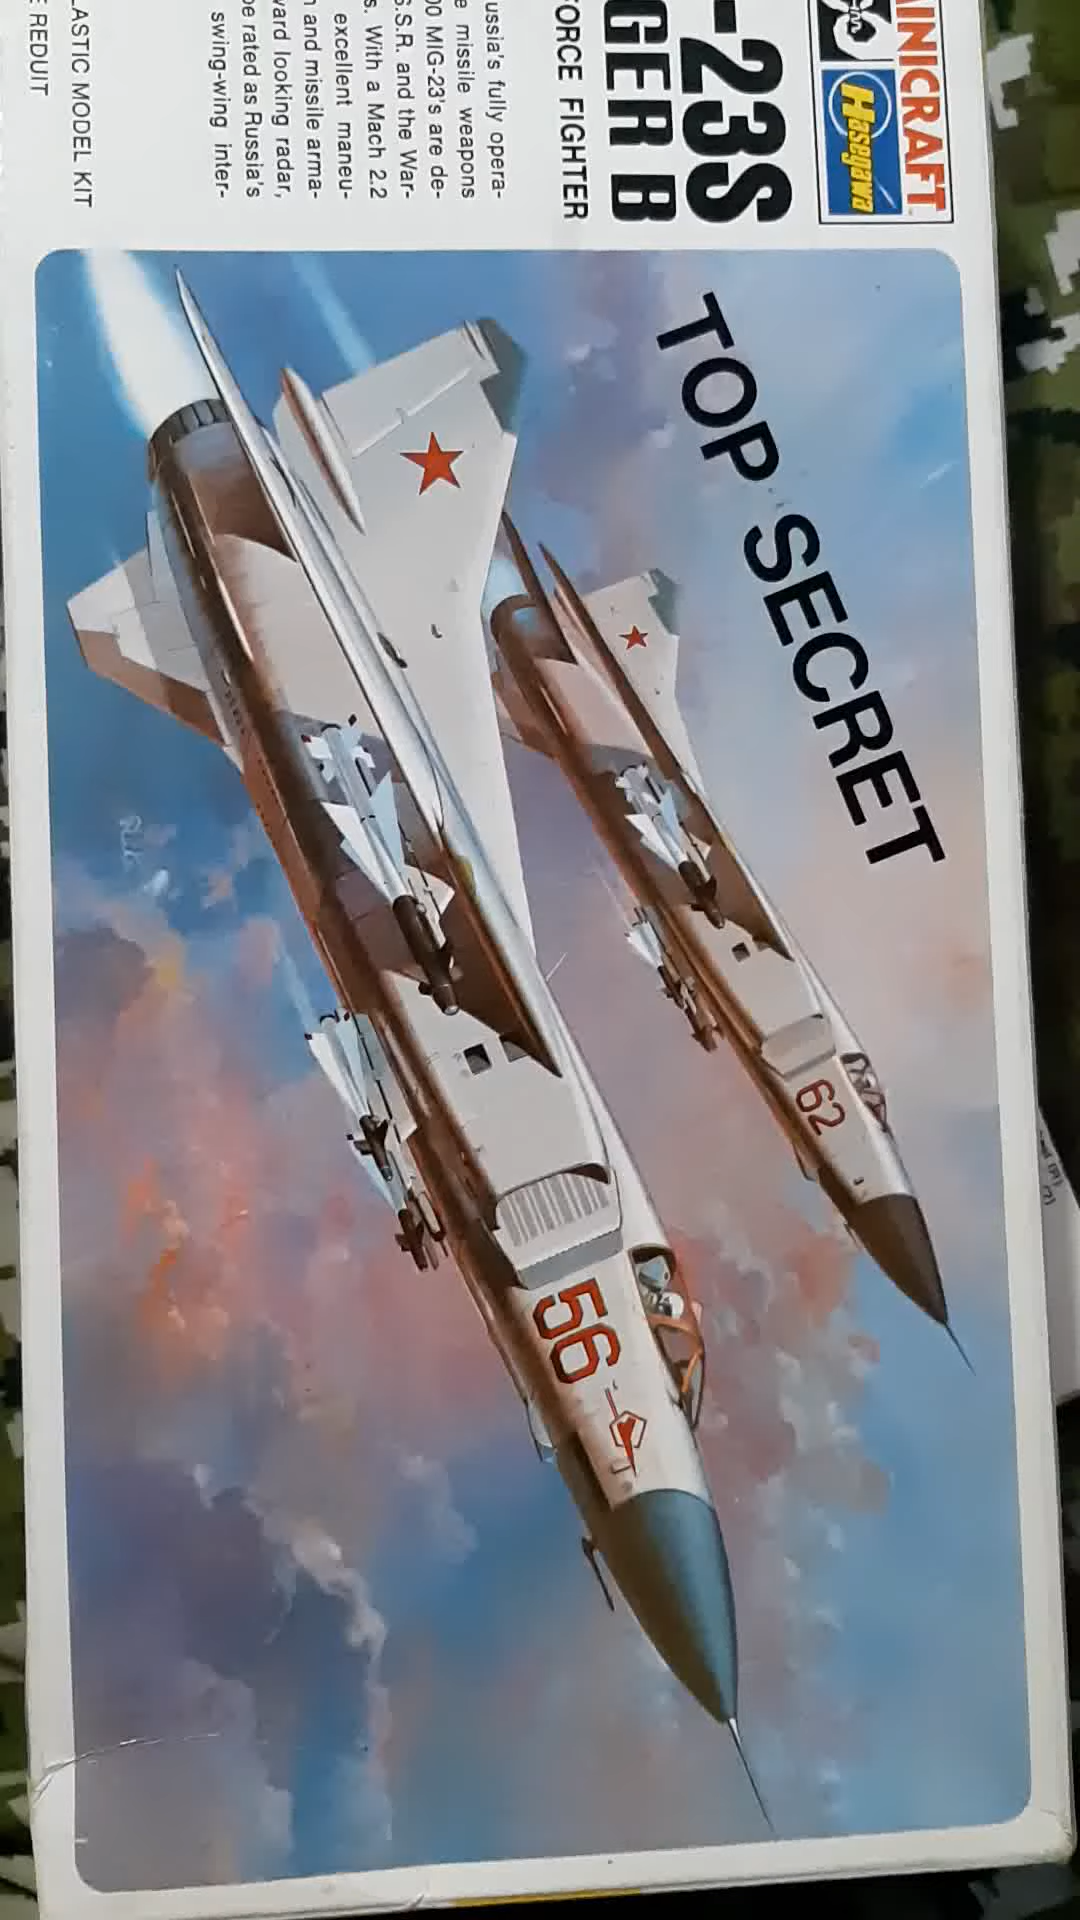 AINICRAFT
Hasegawa
-23S
GER B
FORCE FIGHTER
ussia's fully opera-
e missile weapons
00 MIG-23's are de-
S.S.R. and the War-
s. With a Mach 2.2
excellent maneu-
n and missile arma-
ward looking radar,
be rated as Russia's
swing-wing inter-
LASTIC MODEL KIT
E REDUIT
TOP SECRET
62
56